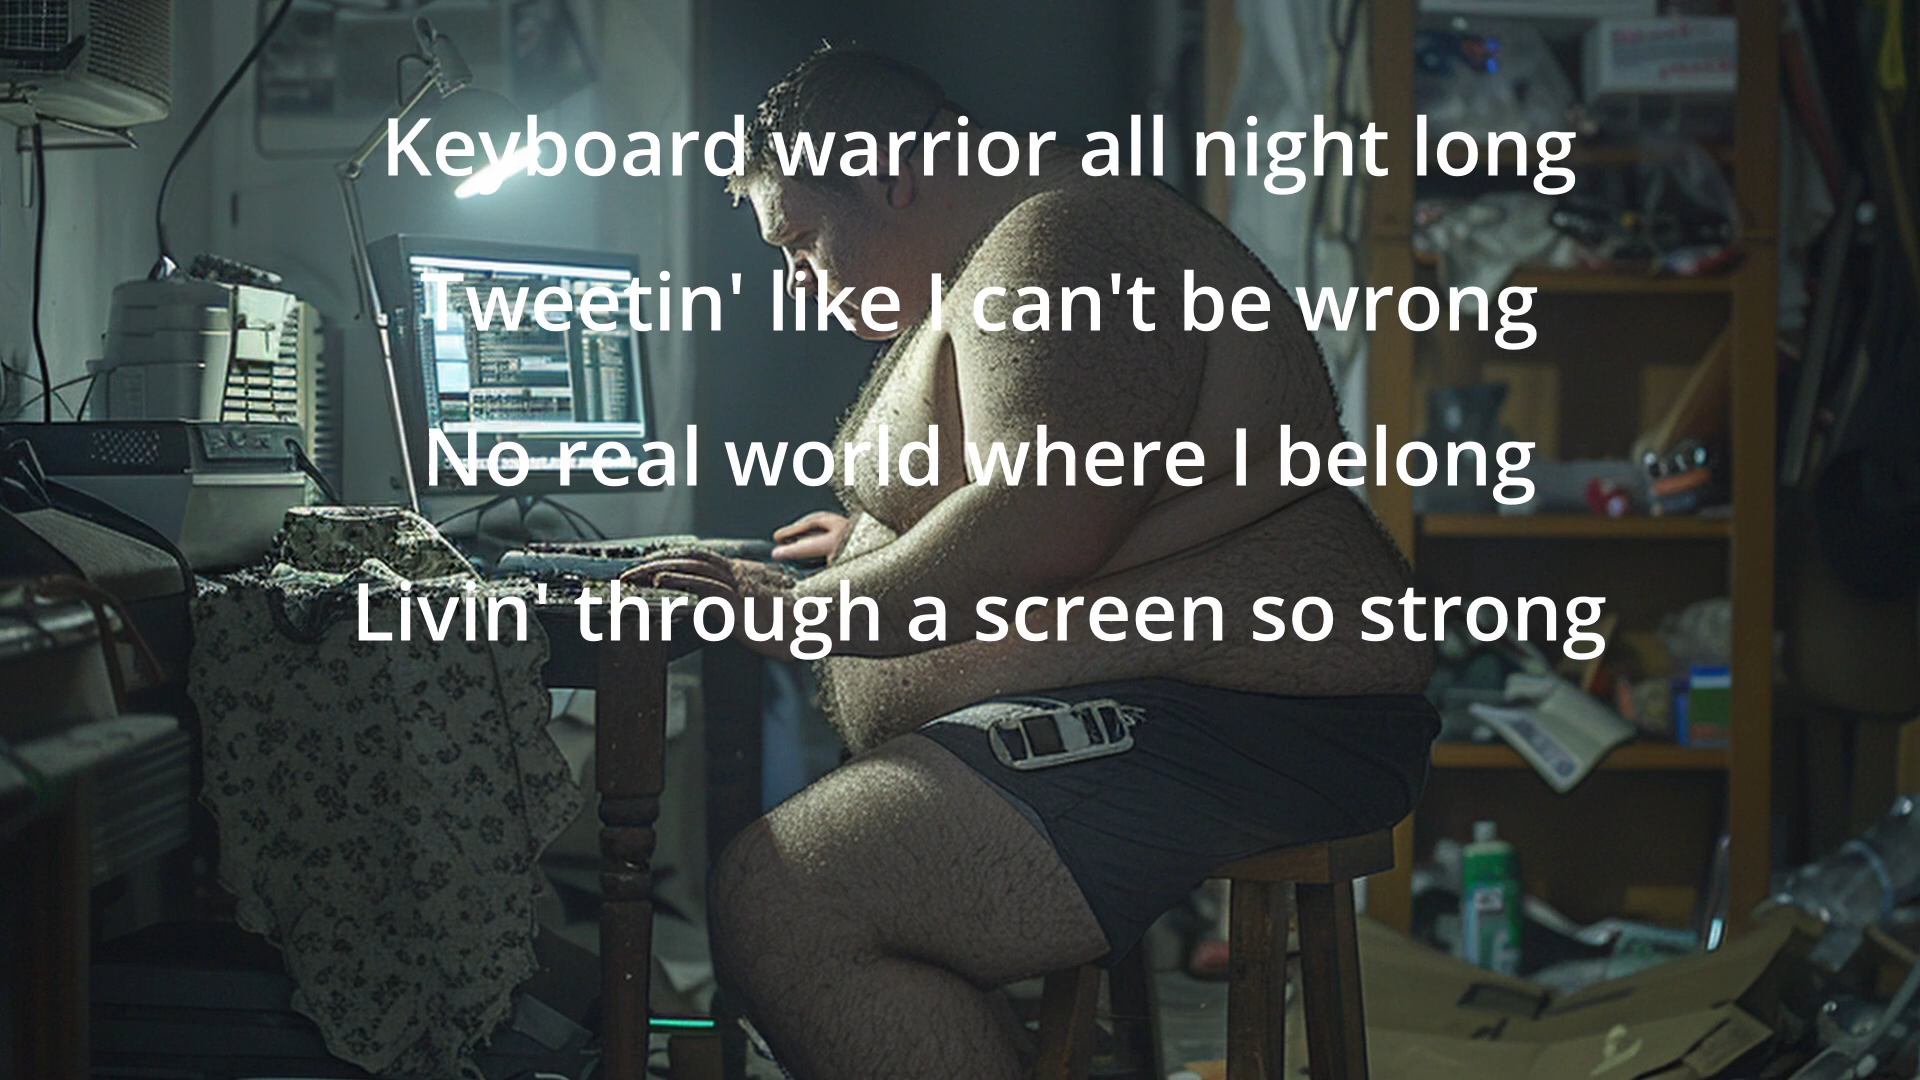 Keyboard warrior all night long
Tweetin' like I can't be wrong
No real world where I belong
Livin' through a screen so strong